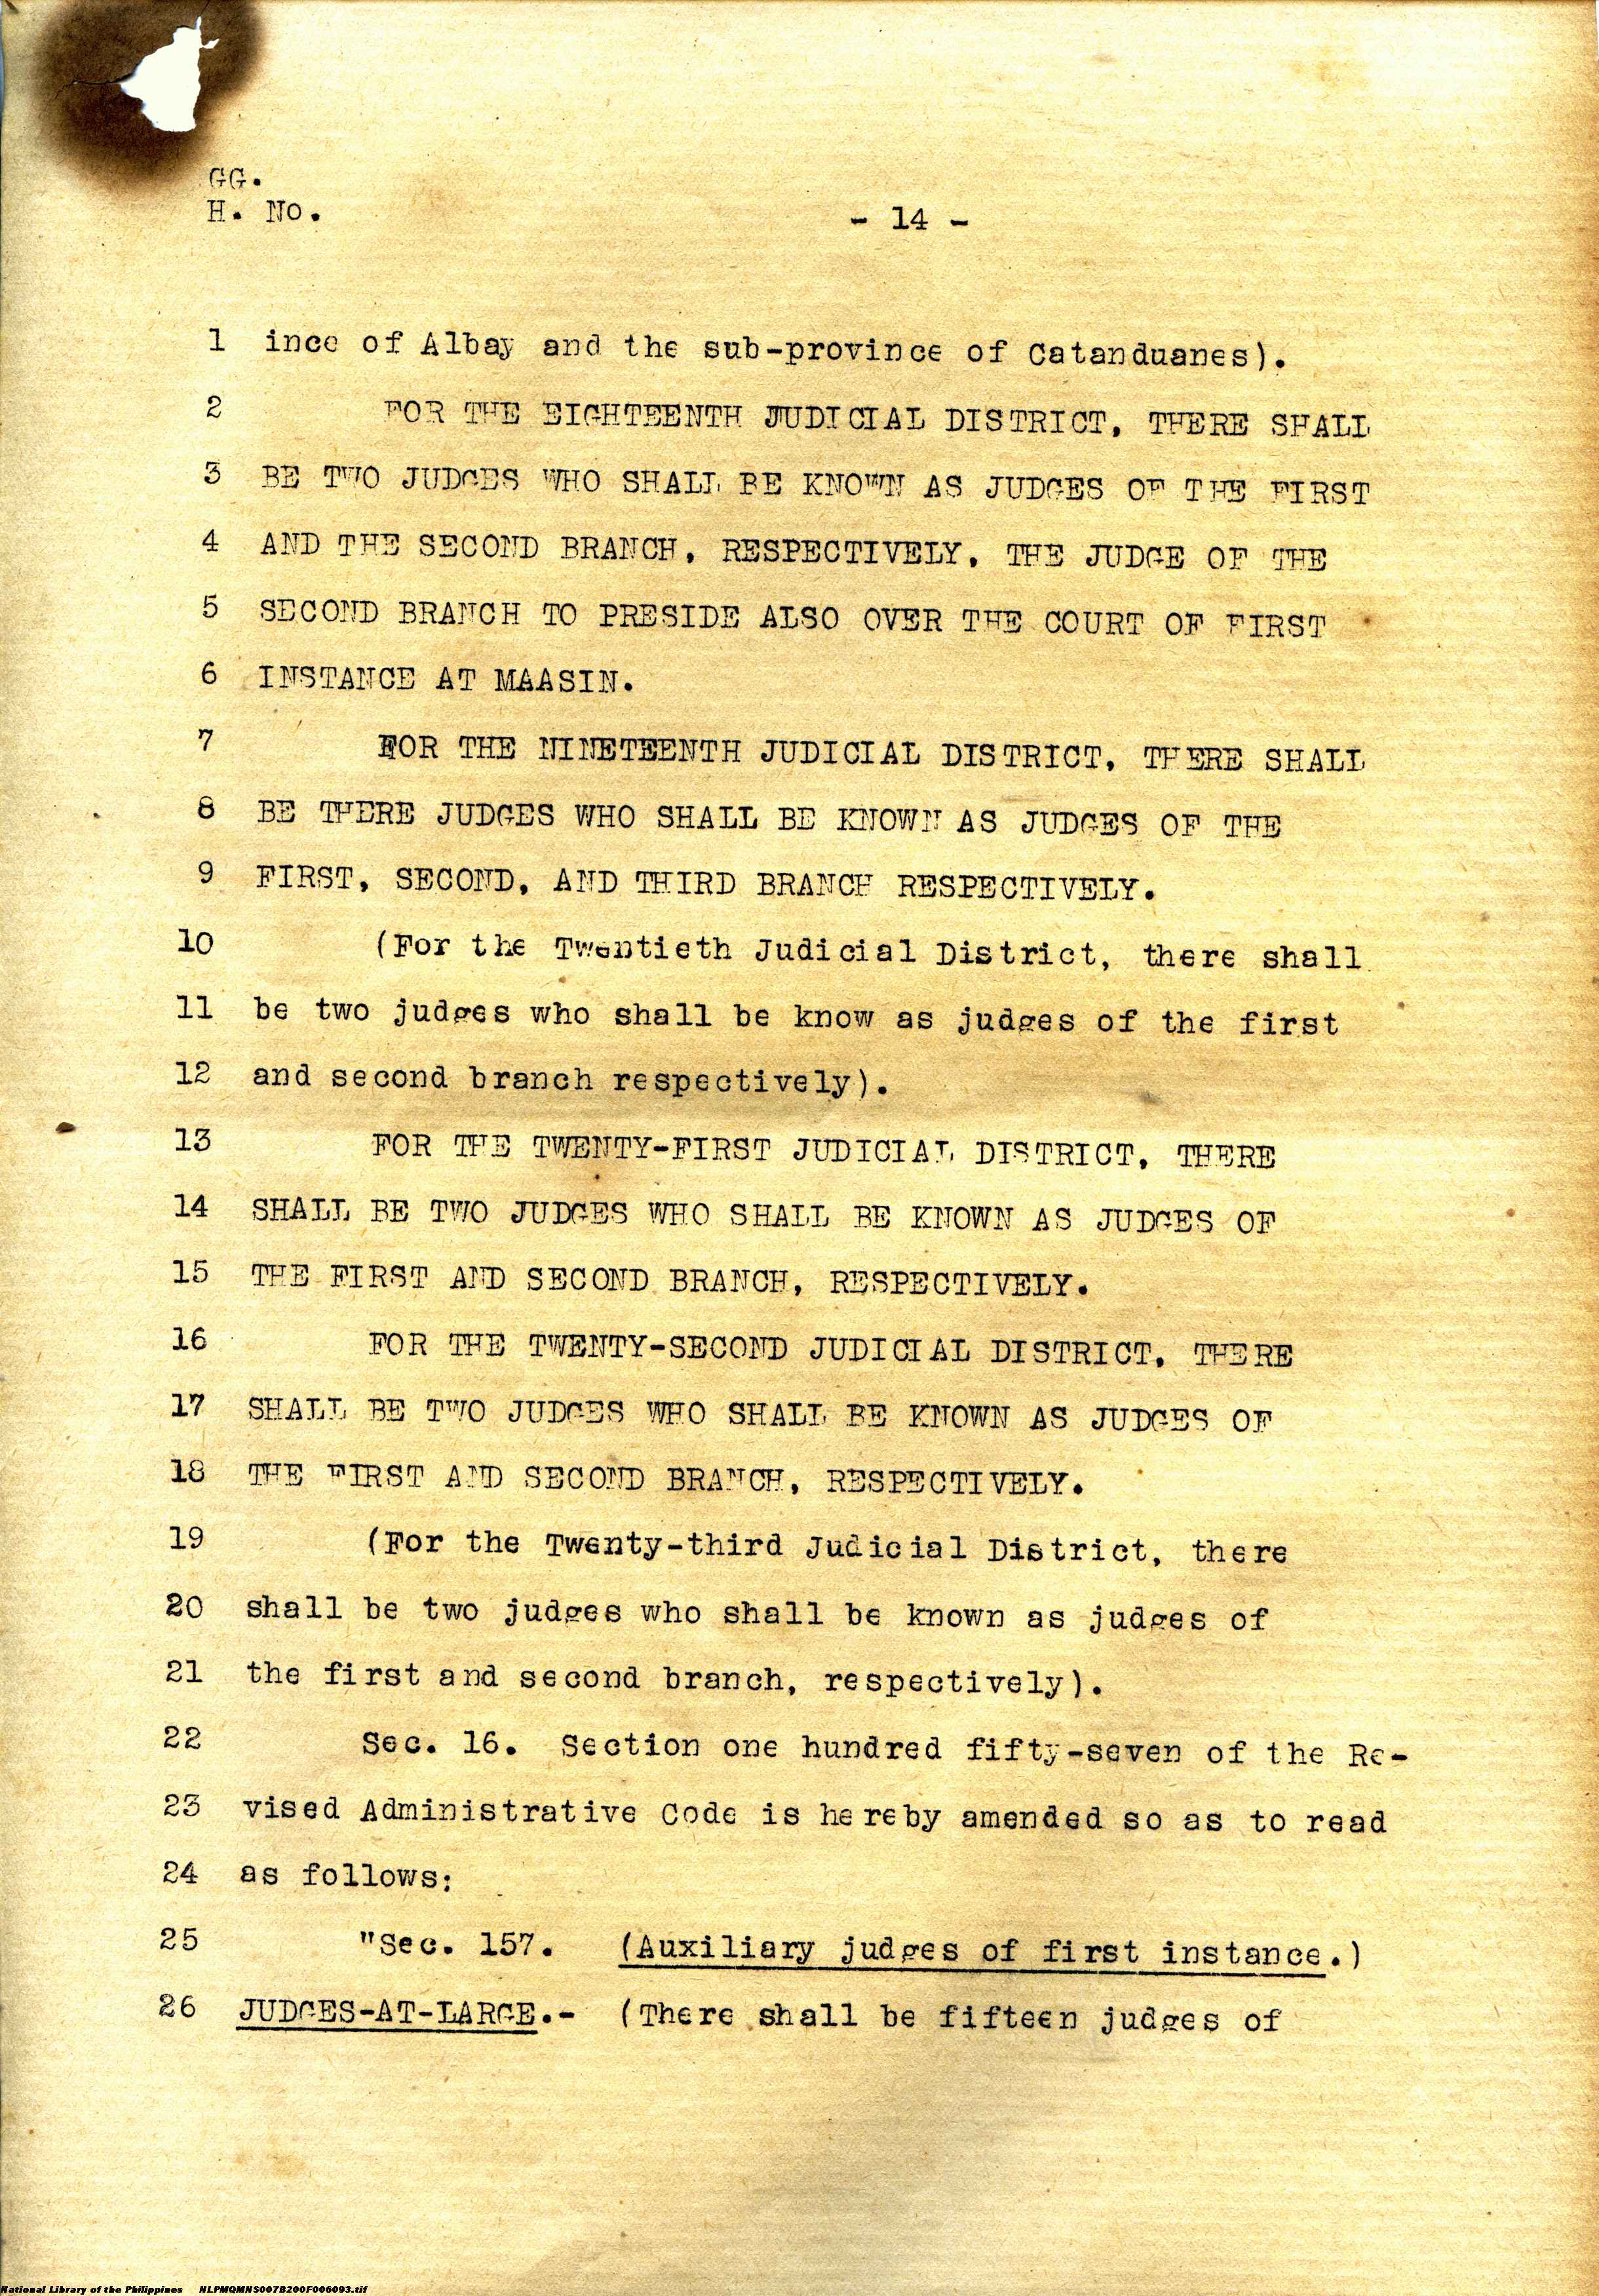 GG.
H. No.
- 14 -
1 ince of Albay and the sub-province of Catanduanes).
2 FOR THE EIGHTEENTH JUDICIAL DISTRICT, THERE SHALL
3 BE TWO JUDGES WHO SHALL BE KNOWN AS JUDGES OF THE FIRST
4 AND THE SECOND BRANCH, RESPECTIVELY, THE JUDGE OF THE
5 SECOND BRANCH TO PRESIDE ALSO OVER THE COURT OF FIRST
6 INSTANCE AT MAASIN.
7 FOR THE NINETEENTH JUDICIAL DISTRICT, THERE SHALL
8 BE THERE JUDGES WHO SHALL BE KNOWN AS JUDGES OF THE
9 FIRST, SECOND, AND THIRD BRANCH RESPECTIVELY.
10 (For the Twentieth Judicial District, there shall
11 be two judges who shall be know as judges of the first
12 and second branch respectively).
13 FOR THE TWENTY-FIRST JUDICIAL DISTRICT, THERE
14 SHALL BE TWO JUDGES WHO SHALL BE KNOWN AS JUDGES OF
15 THE FIRST AND SECOND BRANCH, RESPECTIVELY.
16 FOR THE TWENTY-SECOND JUDICIAL DISTRICT, THERE
17 SHALL BE TWO JUDGES WHO SHALL BE KNOWN AS JUDGES OF
18 THE FIRST AND SECOND BRANCH, RESPECTIVELY.
19 (For the Twenty-third Judicial District, there
20 shall be two judges who shall be known as judges of
21 the first and second branch, respectively).
22 Sec. 16. Section one hundred fifty-seven of the Re-
23 vised Administrative Code is hereby amended so as to read
24 as follows:
25 "Sec. 157. (Auxiliary judges of first instance.)
26 JUDGES-AT-LARGE.- (There shall be fifteen judges of
National Library of the Philippines NLPMQMNS007B200F006093.tif